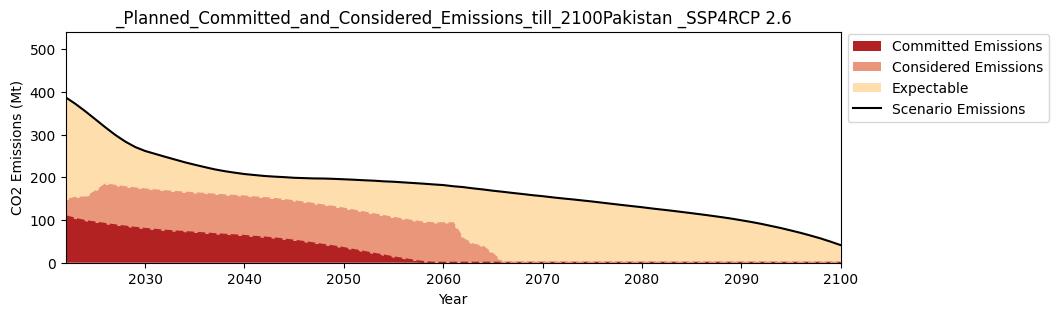 _Planned_Committed_and_Considered_Emissions_till_2100Pakistan _SSP4RCP 2.6
500
400
300
200
100
0
CO2 Emissions (Mt)
2030
2040
2050
2060
2070
2080
2090
2100
Year
Committed Emissions
Considered Emissions
Expectable
Scenario Emissions